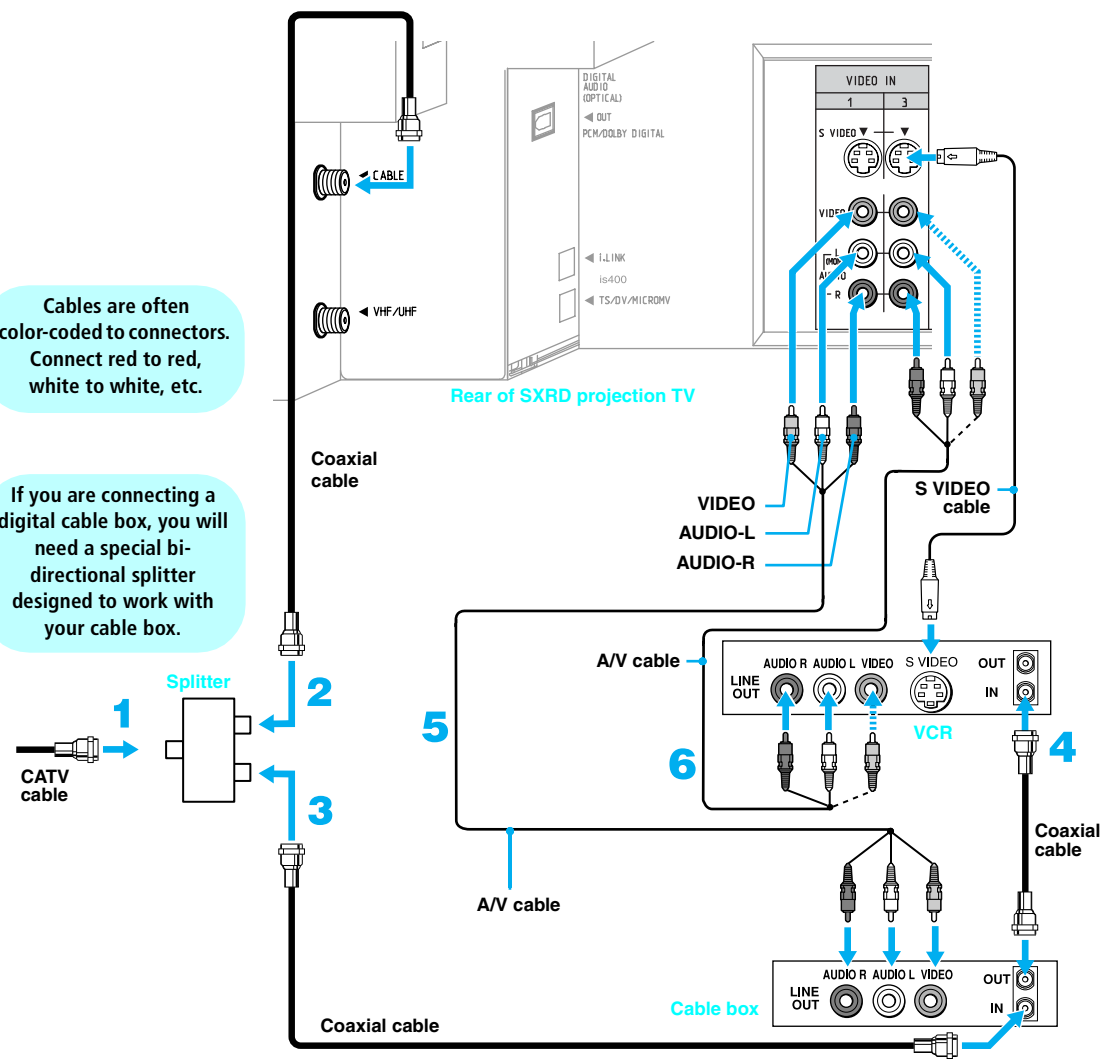 DIGITAL
AUDIO
(OPTICAL)
◄ OUT
PCM/DOLBY DIGITAL
VIDEO IN
1 3
S VIDEO ▼ ▼
◄ CABLE
VIDEO
L
(MONO)
AUDIO
R
◄ i.LINK
is400
◄ TS/DV/MICROMV
◄ VHF/UHF
Cables are often
color-coded to connectors.
Connect red to red,
white to white, etc.
Rear of SXRD projection TV
Coaxial
cable
If you are connecting a
digital cable box, you will
need a special bi-
directional splitter
designed to work with
your cable box.
VIDEO
AUDIO-L
AUDIO-R
S VIDEO
cable
A/V cable
AUDIO R AUDIO L VIDEO S VIDEO OUT
LINE
OUT
IN
VCR
Splitter
1
2
3
4
5
6
CATV
cable
Coaxial
cable
A/V cable
AUDIO R AUDIO L VIDEO OUT
LINE
OUT
IN
Cable box
Coaxial cable